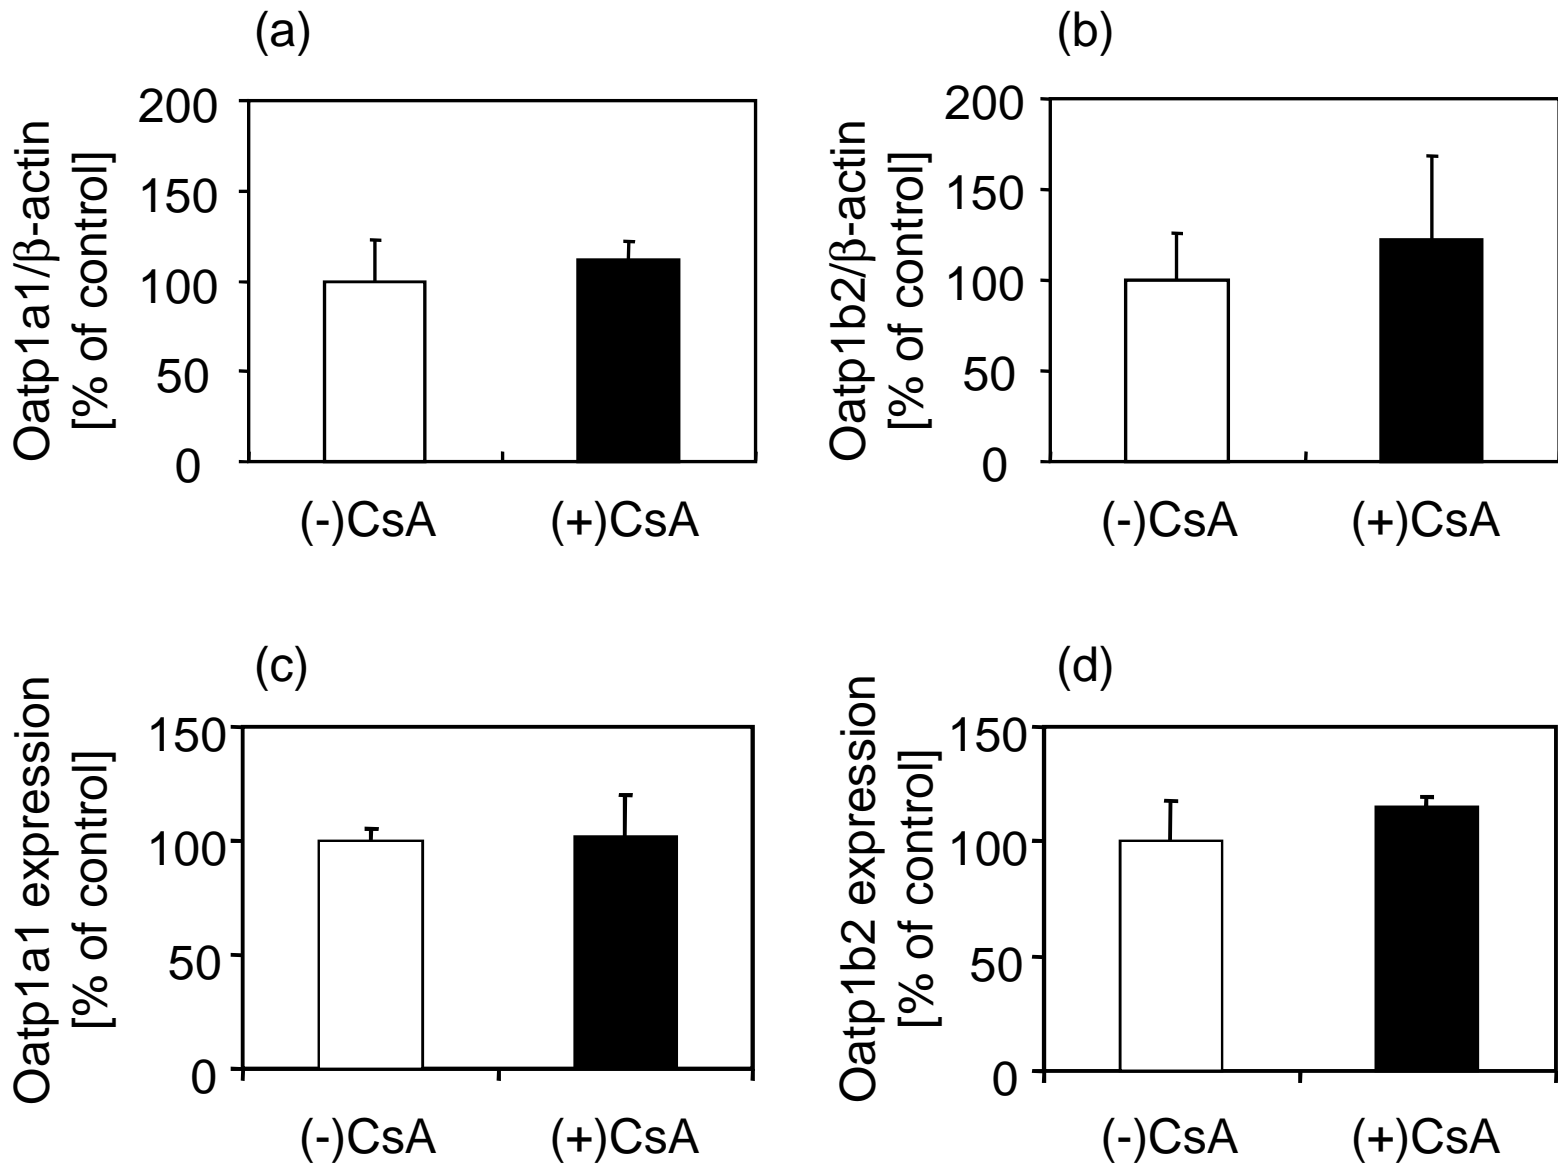 (a)
Oatp1a1/β-actin
[% of control]
200
150
100
50
0
(-)CsA (+)CsA
(b)
Oatp1b2/β-actin
[% of control]
200
150
100
50
0
(-)CsA (+)CsA
(c)
Oatp1a1 expression
[% of control]
150
100
50
0
(-)CsA (+)CsA
(d)
Oatp1b2 expression
[% of control]
150
100
50
0
(-)CsA (+)CsA